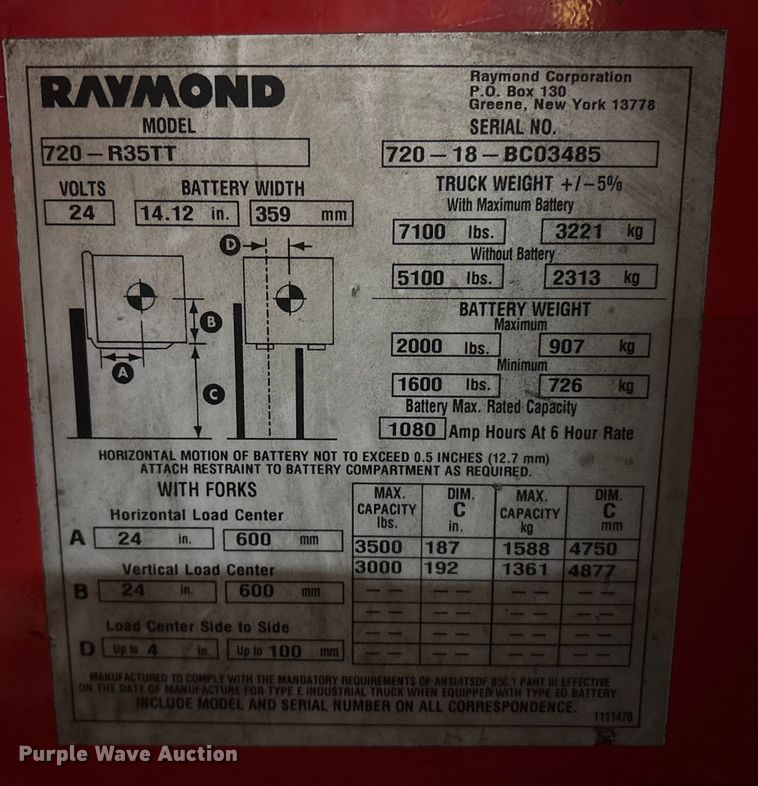 RAYMOND
Raymond Corporation
P.O. Box 130
Greene, New York 13778
MODEL
720-R35TT
SERIAL NO.
720-18-BC03485
VOLTS
24
BATTERY WIDTH
14.12 in. 359 mm
TRUCK WEIGHT +/-5%
With Maximum Battery
7100 lbs. 3221 kg
Without Battery
5100 lbs. 2313 kg
BATTERY WEIGHT
Maximum
2000 lbs. 907 kg
Minimum
1600 lbs. 726 kg
Battery Max. Rated Capacity
1080 Amp Hours At 6 Hour Rate
D
B
A
C
HORIZONTAL MOTION OF BATTERY NOT TO EXCEED 0.5 INCHES (12.7 mm)
ATTACH RESTRAINT TO BATTERY COMPARTMENT AS REQUIRED.
WITH FORKS
Horizontal Load Center
A 24 in. 600 mm
Vertical Load Center
B 24 in. 600 mm
Load Center Side to Side
D Up to 4 in. Up to 100 mm
MAX. CAPACITY lbs. DIM. C in. MAX. CAPACITY kg DIM. C mm
3500 187 1588 4750
3000 192 1361 4877
-- -- -- --
-- -- -- --
-- -- -- --
-- -- -- --
MANUFACTURED TO COMPLY WITH THE MANDATORY REQUIREMENTS OF ANSI/ITSDF B56.1 PART III EFFECTIVE
ON THE DATE OF MANUFACTURE FOR TYPE E INDUSTRIAL TRUCK WHEN EQUIPPED WITH TYPE EO BATTERY.
INCLUDE MODEL AND SERIAL NUMBER ON ALL CORRESPONDENCE.
1111470
Purple Wave Auction